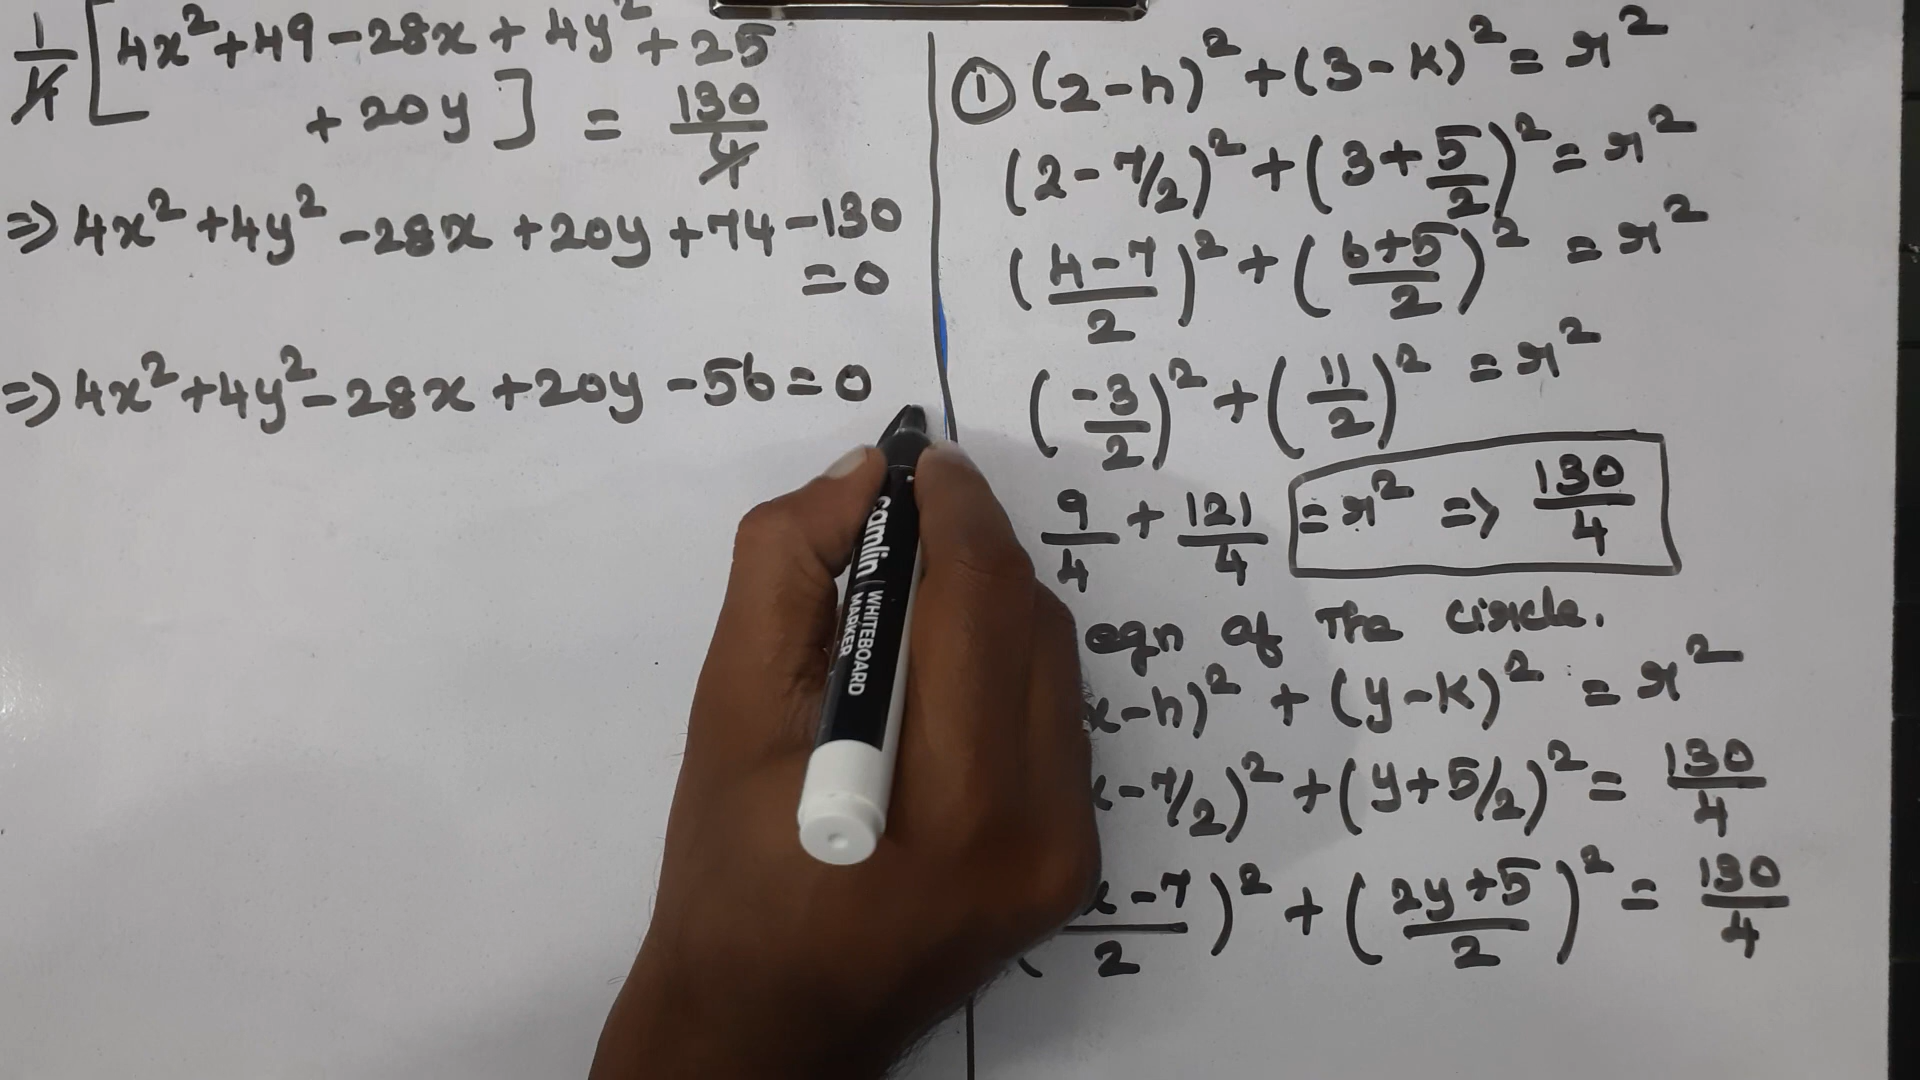 1/4 [4x² + 49 - 28x + 4y² + 25
+ 20y] = 130/4
⇒ 4x² + 4y² - 28x + 20y + 74 - 130
= 0
⇒ 4x² + 4y² - 28x + 20y - 56 = 0
① (2-h)² + (3-k)² = r²
(2 - 7/2)² + (3 + 5/2)² = r²
((4-7)/2)² + ((6+5)/2)² = r²
(-3/2)² + (11/2)² = r²
9/4 + 121/4 = r² ⇒ 130/4
eqn of the circle.
x-h)² + (y-k)² = r²
x - 7/2)² + (y + 5/2)² = 130/4
(x-7/2)² + ((2y+5)/2)² = 130/4
camlin WHITEBOARD
MARKER